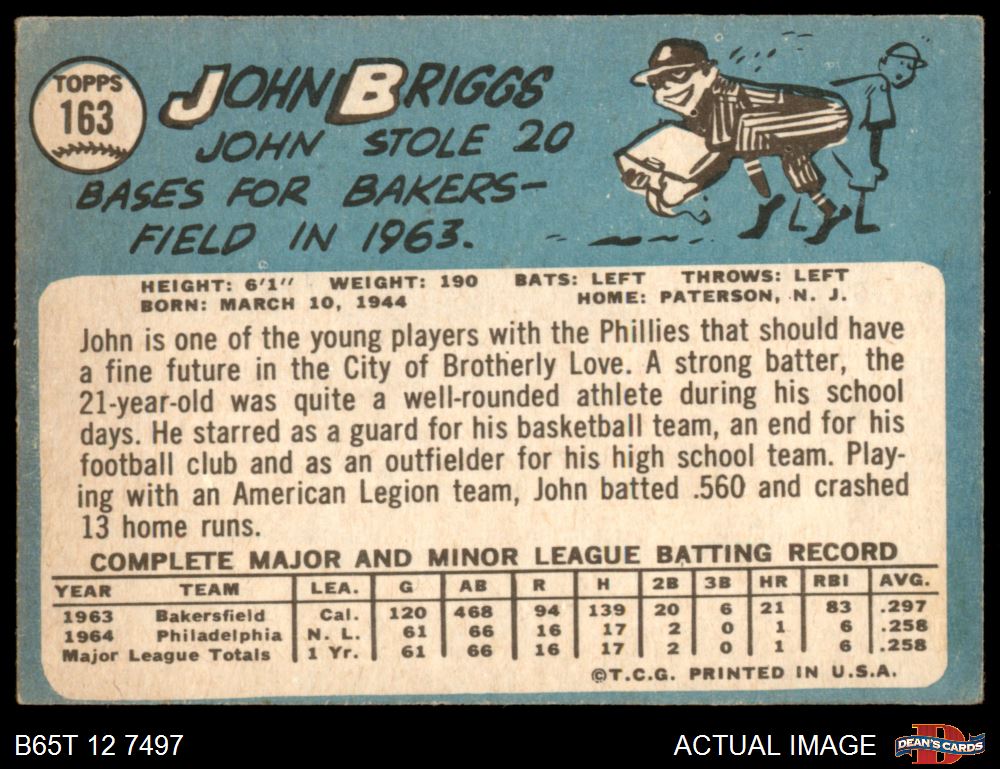 TOPPS
163
JOHN BRIGGS
JOHN STOLE 20
BASES FOR BAKERS-
FIELD IN 1963.
HEIGHT: 6'1" WEIGHT: 190 BATS: LEFT THROWS: LEFT
BORN: MARCH 10, 1944 HOME: PATERSON, N. J.
John is one of the young players with the Phillies that should have
a fine future in the City of Brotherly Love. A strong batter, the
21-year-old was quite a well-rounded athlete during his school
days. He starred as a guard for his basketball team, an end for his
football club and as an outfielder for his high school team. Play-
ing with an American Legion team, John batted .560 and crashed
13 home runs.
COMPLETE MAJOR AND MINOR LEAGUE BATTING RECORD
YEAR TEAM LEA. G AB R H 2B 3B HR RBI AVG.
1963 Bakersfield Cal. 120 468 94 139 20 6 21 83 .297
1964 Philadelphia N. L. 61 66 16 17 2 0 1 6 .258
Major League Totals 1 Yr. 61 66 16 17 2 0 1 6 .258
©T.C.G. PRINTED IN U.S.A.
B65T 12 7497 ACTUAL IMAGE
D
DEAN'S CARDS